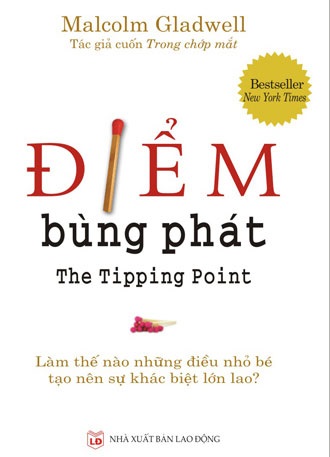 Malcolm Gladwell
Tác giả cuốn Trong chớp mắt
Bestseller
New York Times
ĐIỂM
bùng phát
The Tipping Point
Làm thế nào những điều nhỏ bé
tạo nên sự khác biệt lớn lao?
LĐ
NHÀ XUẤT BẢN LAO ĐỘNG